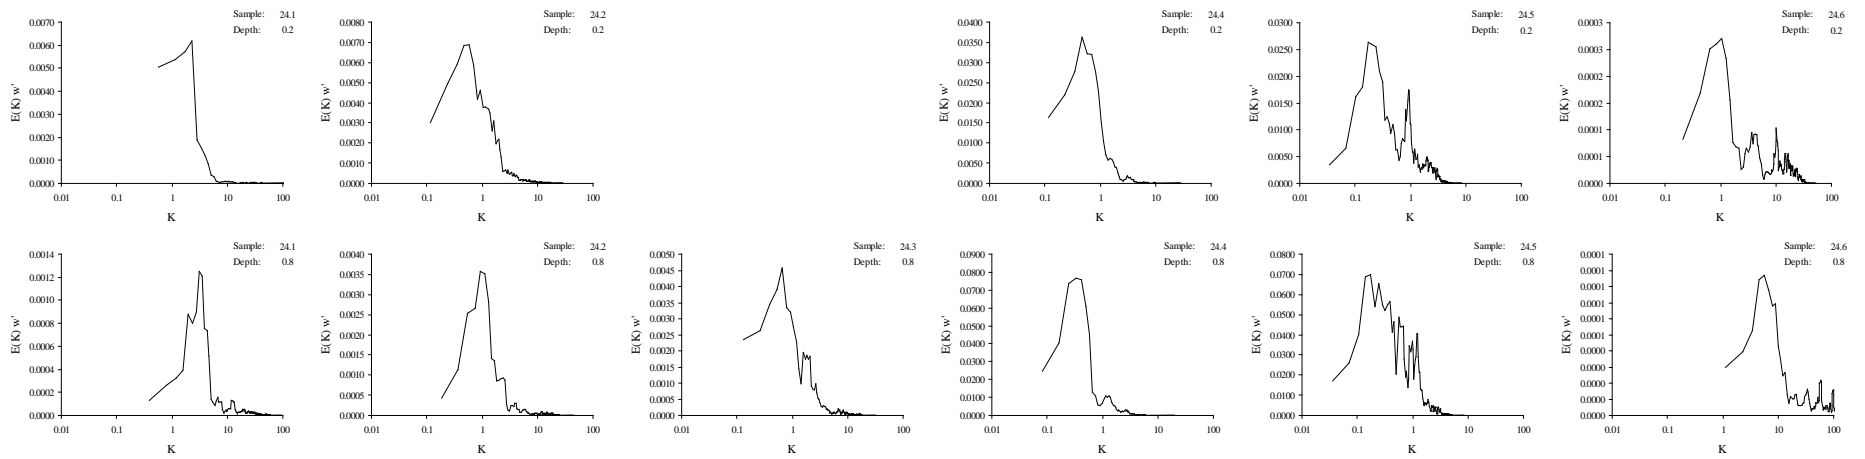 Sample: 24.1
Depth: 0.2
0.0070
0.0060
0.0050
0.0040
0.0030
0.0020
0.0010
0.0000
E(K) w'
0.01 0.1 1 10 100
K
Sample: 24.2
Depth: 0.2
0.0080
0.0070
0.0060
0.0050
0.0040
0.0030
0.0020
0.0010
0.0000
E(K) w'
0.01 0.1 1 10 100
K
Sample: 24.4
Depth: 0.2
0.0400
0.0350
0.0300
0.0250
0.0200
0.0150
0.0100
0.0050
0.0000
E(K) w'
0.01 0.1 1 10 100
K
Sample: 24.5
Depth: 0.2
0.0300
0.0250
0.0200
0.0150
0.0100
0.0050
0.0000
E(K) w'
0.01 0.1 1 10 100
K
Sample: 24.6
Depth: 0.2
0.0003
0.0003
0.0002
0.0002
0.0001
0.0001
0.0000
E(K) w'
0.01 0.1 1 10 100
K
Sample: 24.1
Depth: 0.8
0.0014
0.0012
0.0010
0.0008
0.0006
0.0004
0.0002
0.0000
E(K) w'
0.01 0.1 1 10 100
K
Sample: 24.2
Depth: 0.8
0.0040
0.0035
0.0030
0.0025
0.0020
0.0015
0.0010
0.0005
0.0000
E(K) w'
0.01 0.1 1 10 100
K
Sample: 24.3
Depth: 0.8
0.0050
0.0045
0.0040
0.0035
0.0030
0.0025
0.0020
0.0015
0.0010
0.0005
0.0000
E(K) w'
0.01 0.1 1 10 100
K
Sample: 24.4
Depth: 0.8
0.0900
0.0800
0.0700
0.0600
0.0500
0.0400
0.0300
0.0200
0.0100
0.0000
E(K) w'
0.01 0.1 1 10 100
K
Sample: 24.5
Depth: 0.8
0.0800
0.0700
0.0600
0.0500
0.0400
0.0300
0.0200
0.0100
0.0000
E(K) w'
0.01 0.1 1 10 100
K
Sample: 24.6
Depth: 0.8
0.0001
0.0001
0.0001
0.0001
0.0001
0.0000
0.0000
0.0000
0.0000
0.0000
E(K) w'
0.01 0.1 1 10 100
K